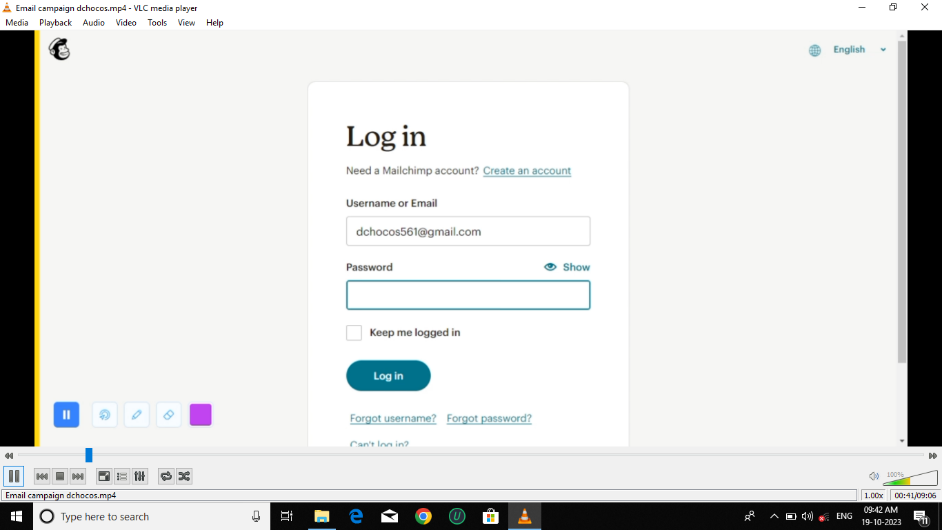 Email campaign dchocos.mp4 - VLC media player
Media Playback Audio Video Tools View Help
English
Log in
Need a Mailchimp account? Create an account
Username or Email
dchocos561@gmail.com
Password Show
Keep me logged in
Log in
Forgot username? Forgot password?
Can't log in?
100%
Email campaign dchocos.mp4 1.00x 00:41/09:06
Type here to search
ENG
09:42 AM
19-10-2023
11